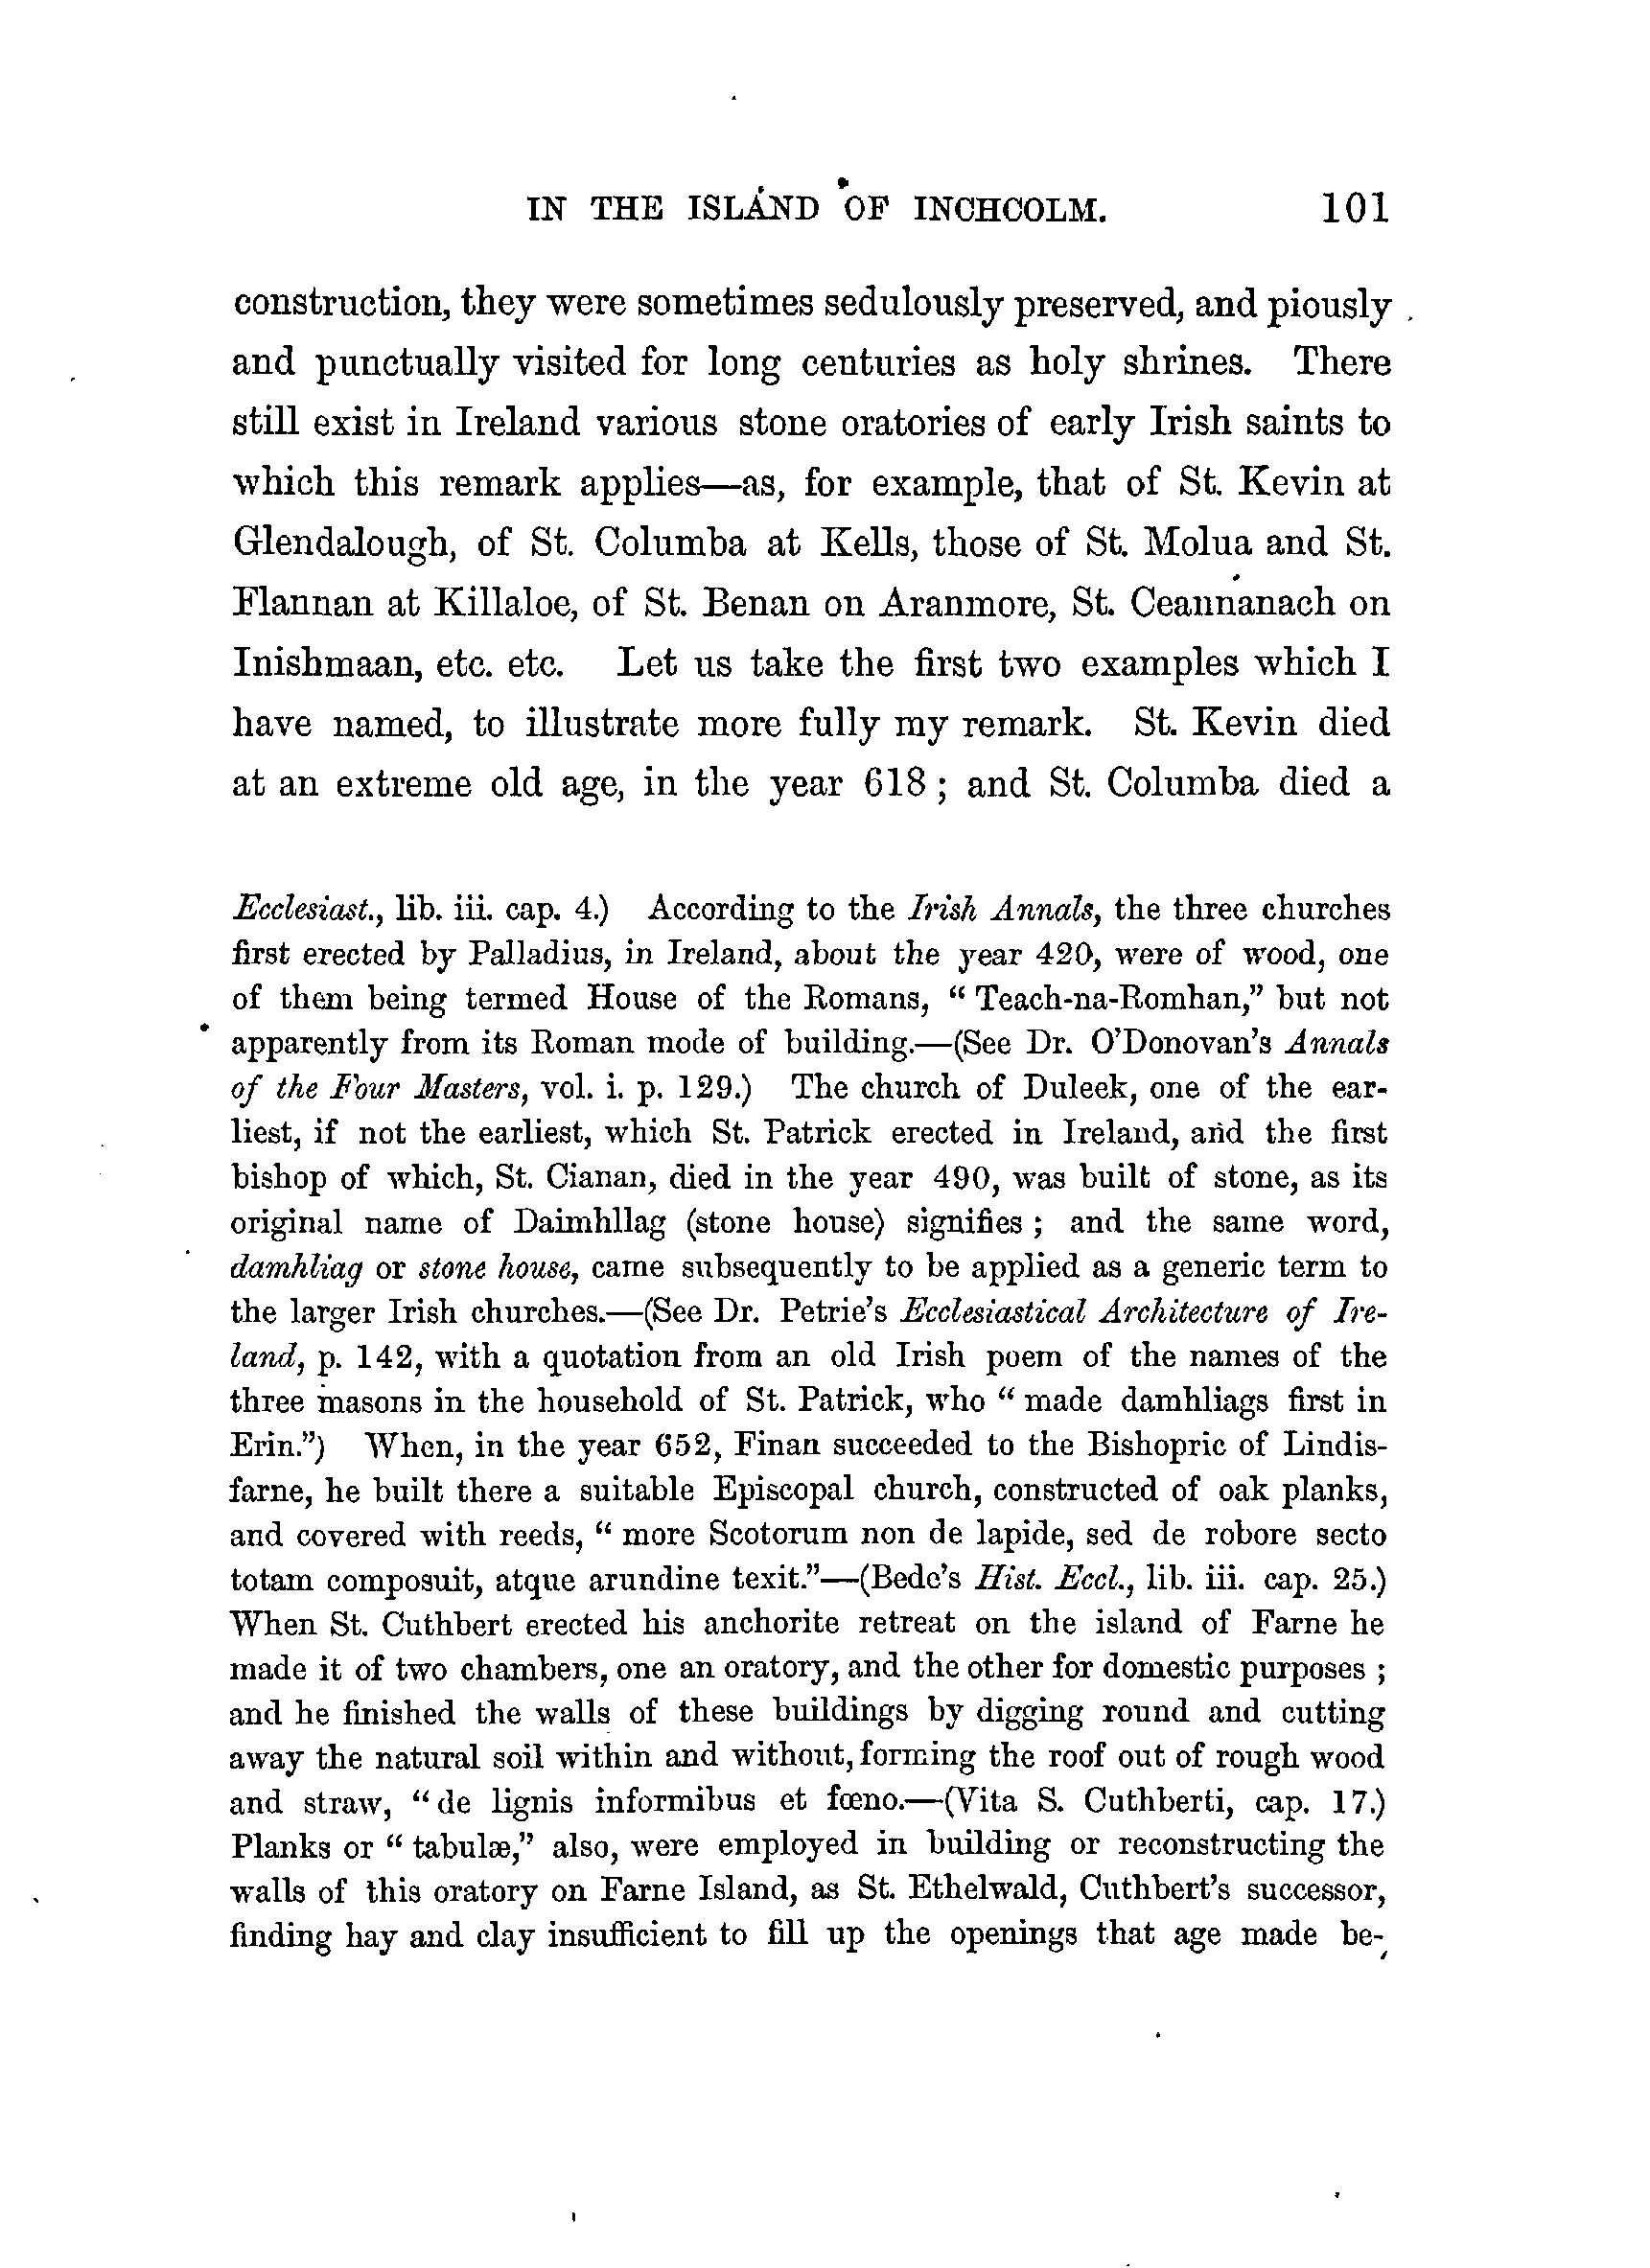 IN THE ISLAND OF INCHCOLM. 101
construction, they were sometimes sedulously preserved, and piously
and punctually visited for long centuries as holy shrines. There
still exist in Ireland various stone oratories of early Irish saints to
which this remark applies—as, for example, that of St. Kevin at
Glendalough, of St. Columba at Kells, those of St. Molua and St.
Flannan at Killaloe, of St. Benan on Aranmore, St. Ceannanach on
Inishmaan, etc. etc. Let us take the first two examples which I
have named, to illustrate more fully my remark. St. Kevin died
at an extreme old age, in the year 618 ; and St. Columba died a
Ecclesiast., lib. iii. cap. 4.) According to the Irish Annals, the three churches
first erected by Palladius, in Ireland, about the year 420, were of wood, one
of them being termed House of the Romans, “ Teach-na-Romhan,” but not
apparently from its Roman mode of building.—(See Dr. O’Donovan’s Annals
of the Four Masters, vol. i. p. 129.) The church of Duleek, one of the ear-
liest, if not the earliest, which St. Patrick erected in Ireland, and the first
bishop of which, St. Cianan, died in the year 490, was built of stone, as its
original name of Daimhllag (stone house) signifies ; and the same word,
damhliag or stone house, came subsequently to be applied as a generic term to
the larger Irish churches.—(See Dr. Petrie’s Ecclesiastical Architecture of Ire-
land, p. 142, with a quotation from an old Irish poem of the names of the
three masons in the household of St. Patrick, who “ made damhliags first in
Erin.”) When, in the year 652, Finan succeeded to the Bishopric of Lindis-
farne, he built there a suitable Episcopal church, constructed of oak planks,
and covered with reeds, “ more Scotorum non de lapide, sed de robore secto
totam composuit, atque arundine texit.”—(Bede’s Hist. Eccl., lib. iii. cap. 25.)
When St. Cuthbert erected his anchorite retreat on the island of Farne he
made it of two chambers, one an oratory, and the other for domestic purposes ;
and he finished the walls of these buildings by digging round and cutting
away the natural soil within and without, forming the roof out of rough wood
and straw, “ de lignis informibus et fœno.—(Vita S. Cuthberti, cap. 17.)
Planks or “ tabulæ,” also, were employed in building or reconstructing the
walls of this oratory on Farne Island, as St. Ethelwald, Cuthbert’s successor,
finding hay and clay insufficient to fill up the openings that age made be-